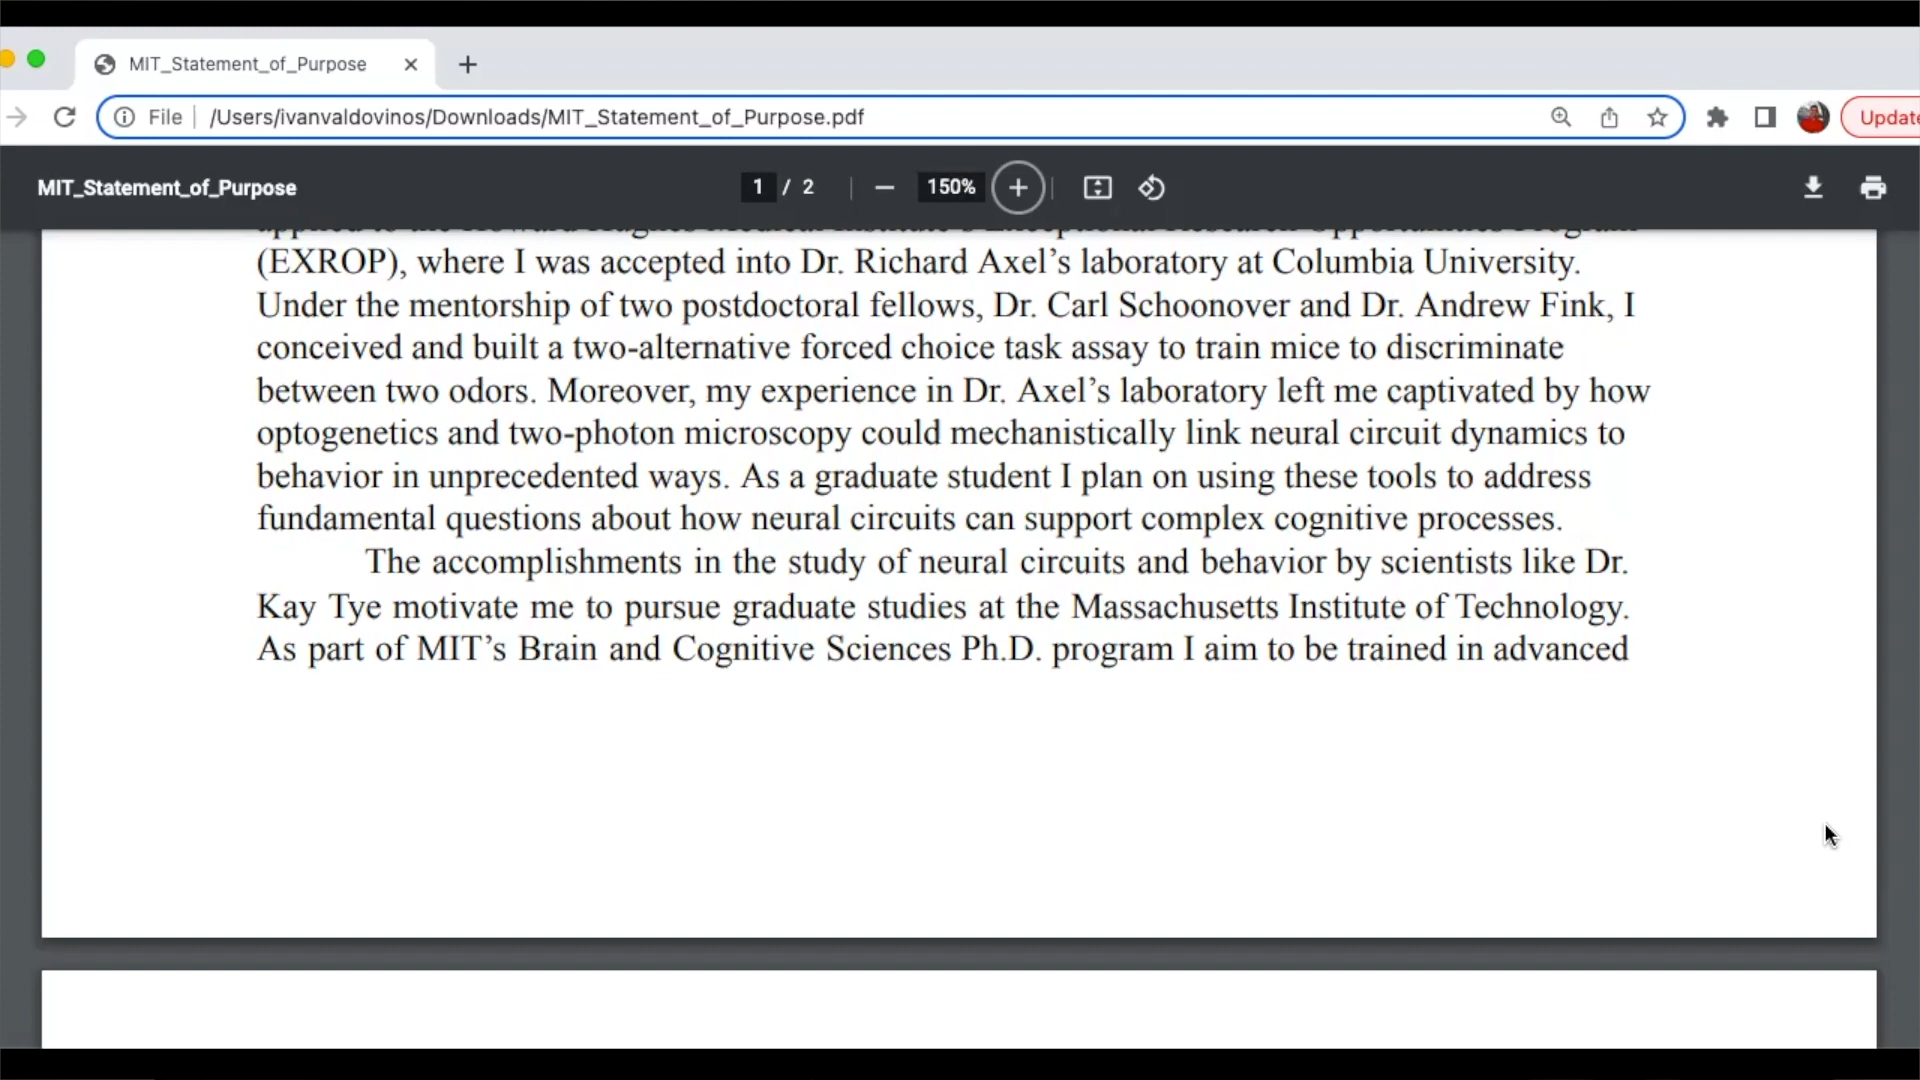 MIT_Statement_of_Purpose
File /Users/ivanvaldovinos/Downloads/MIT_Statement_of_Purpose.pdf
Update
MIT_Statement_of_Purpose
1 / 2
150%
(EXROP), where I was accepted into Dr. Richard Axel’s laboratory at Columbia University.
Under the mentorship of two postdoctoral fellows, Dr. Carl Schoonover and Dr. Andrew Fink, I
conceived and built a two-alternative forced choice task assay to train mice to discriminate
between two odors. Moreover, my experience in Dr. Axel’s laboratory left me captivated by how
optogenetics and two-photon microscopy could mechanistically link neural circuit dynamics to
behavior in unprecedented ways. As a graduate student I plan on using these tools to address
fundamental questions about how neural circuits can support complex cognitive processes.
The accomplishments in the study of neural circuits and behavior by scientists like Dr.
Kay Tye motivate me to pursue graduate studies at the Massachusetts Institute of Technology.
As part of MIT’s Brain and Cognitive Sciences Ph.D. program I aim to be trained in advanced